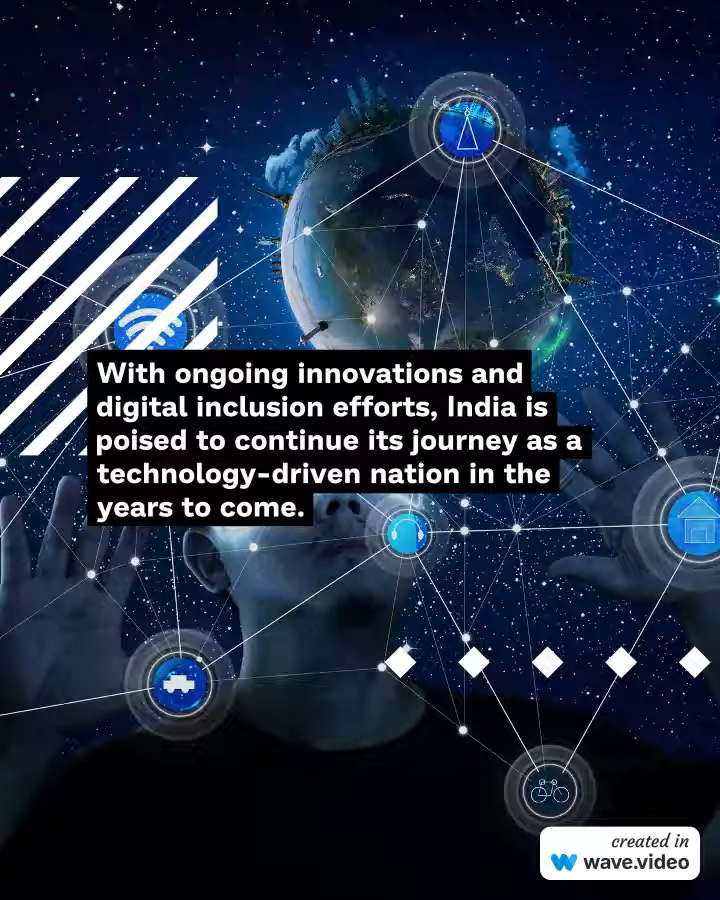 With ongoing innovations and
digital inclusion efforts, India is
poised to continue its journey as a
technology-driven nation in the
years to come.
created in
wave.video